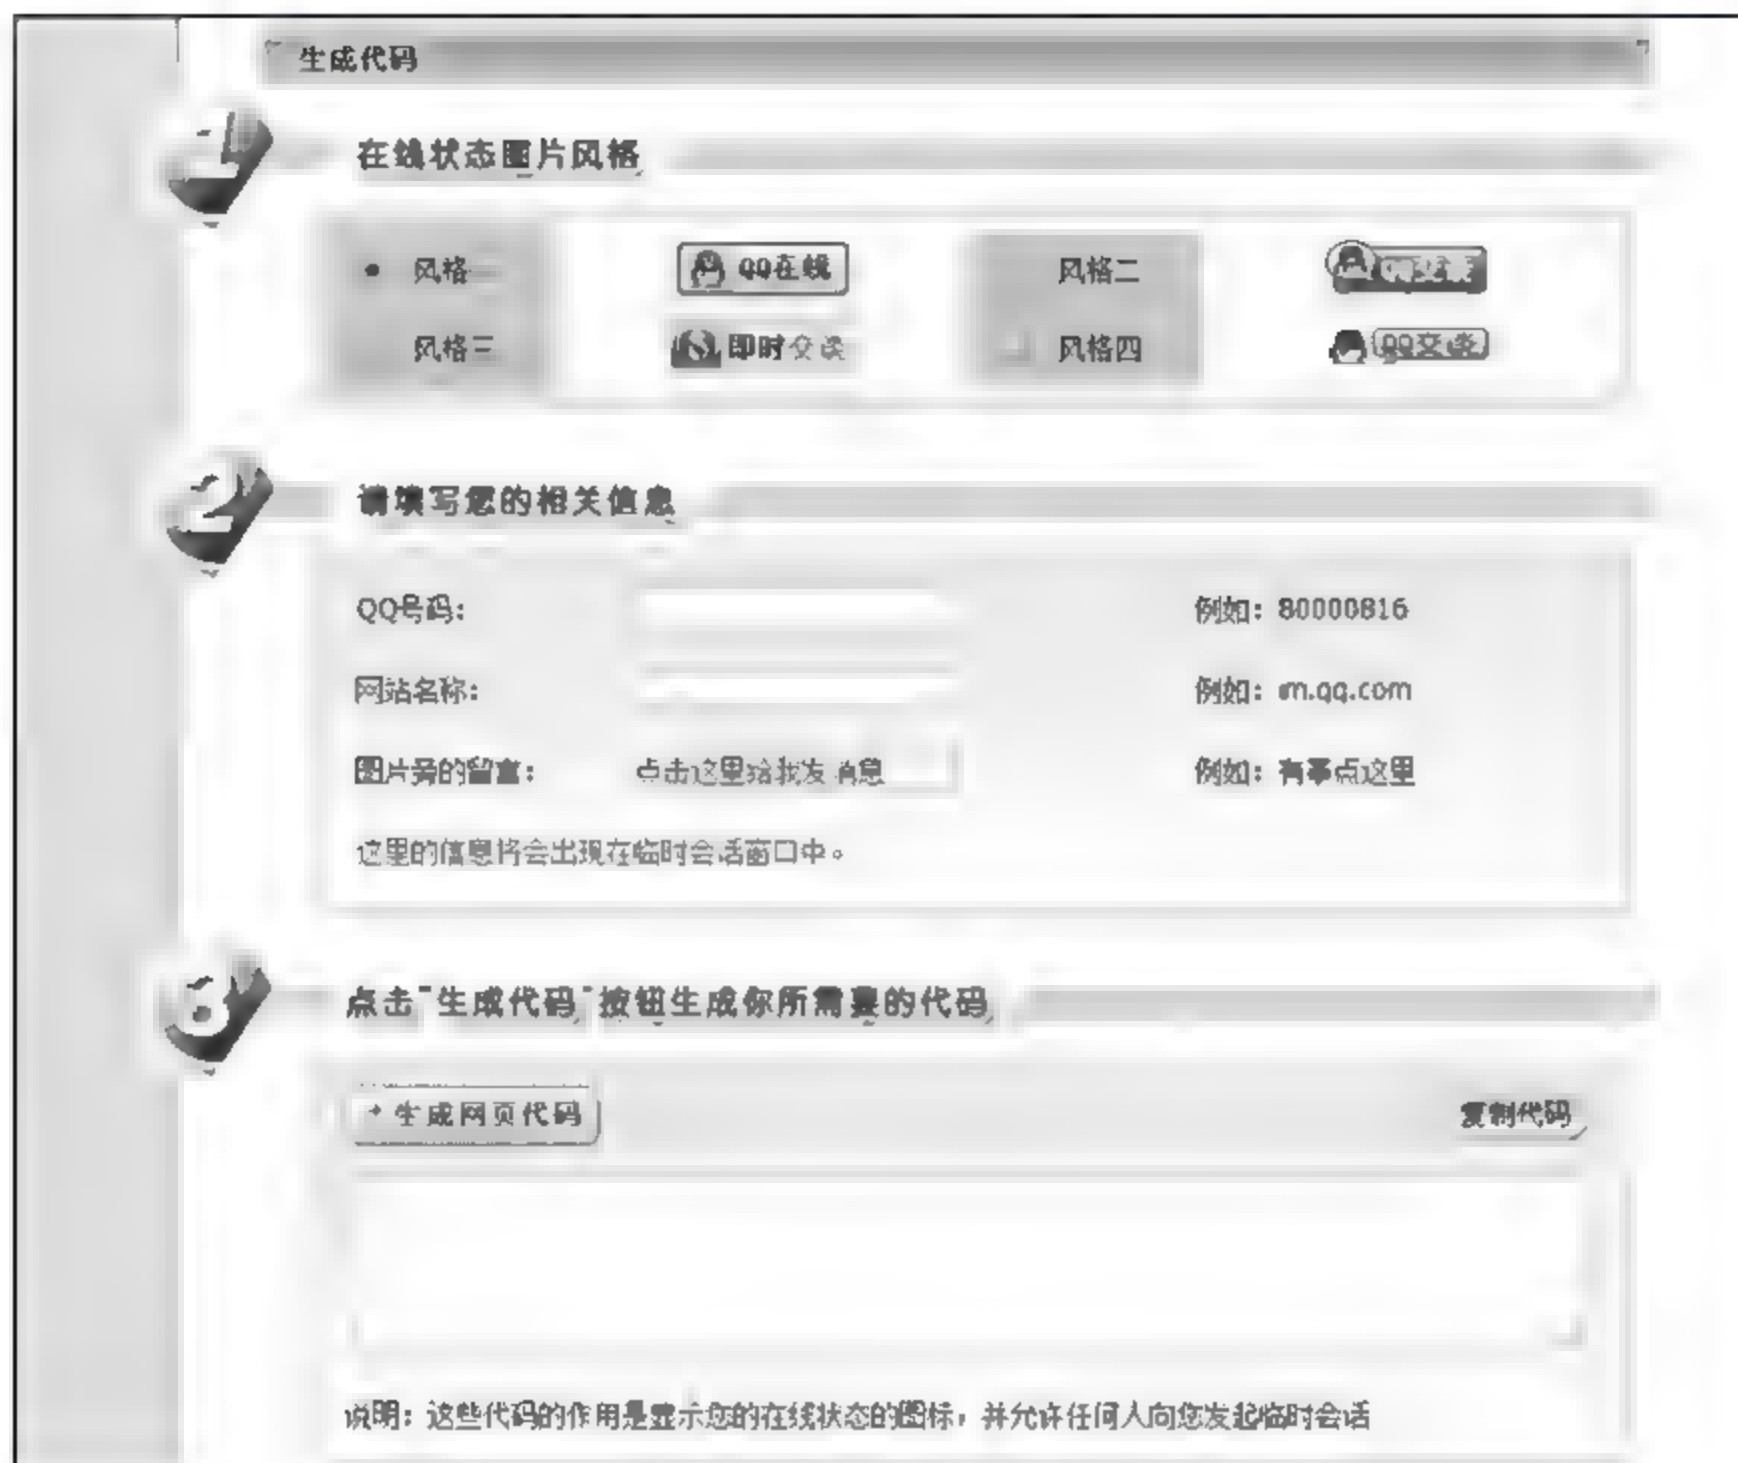 生成代码
在线状态图片风格
风格一 QQ在线 风格二 QQ交谈
风格三 即时交谈 风格四 QQ交谈
请填写您的相关信息
QQ号码： 例如：80000816
网站名称： 例如：im.qq.com
图片旁的留言： 点击这里给我发消息 例如：有事点这里
这里的信息将会出现在临时会话窗口中。
点击"生成代码"按钮生成你所需要的代码
生成网页代码 复制代码
说明：这些代码的作用是显示您的在线状态的图标，并允许任何人向您发起临时会话